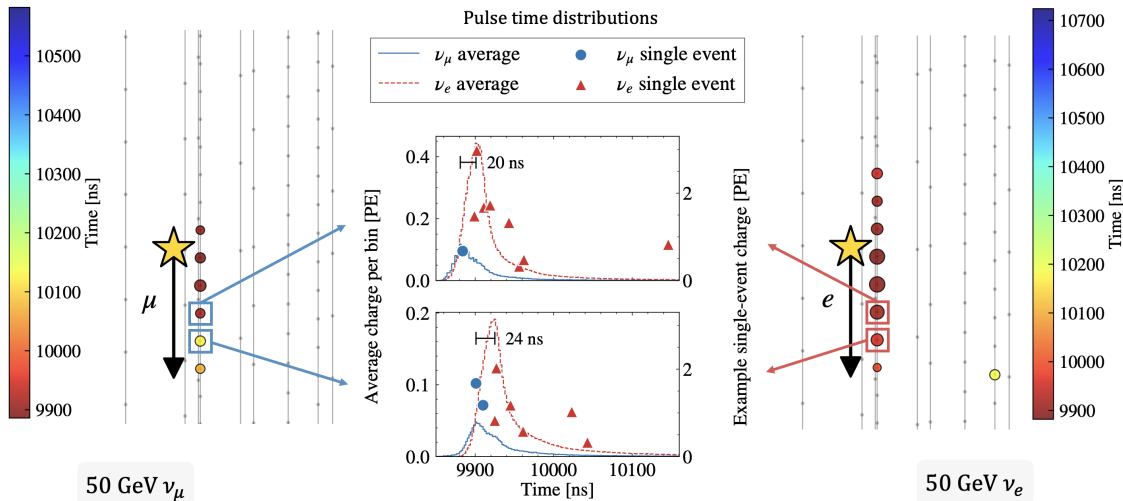 Pulse time distributions
ν_μ average
ν_μ single event
ν_e average
ν_e single event
10500
10400
10300
10200
10100
10000
9900
Time [ns]
μ
50 GeV ν_μ
Average charge per bin [PE]
0.4
0.2
0.0
20 ns
2
1
0
0.2
0.1
0.0
24 ns
2
0
9900
10000
10100
Time [ns]
Example single-event charge [PE]
e
50 GeV ν_e
10700
10600
10500
10400
10300
10200
10100
10000
9900
Time [ns]